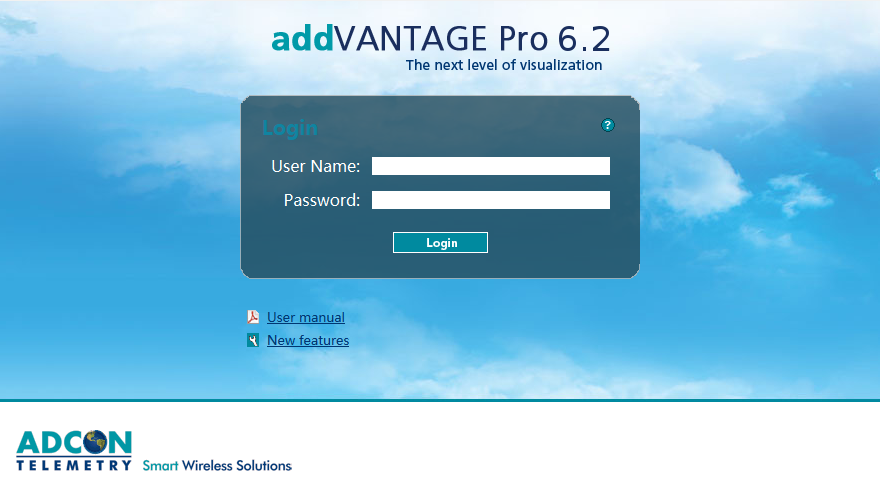 addVANTAGE Pro 6.2
The next level of visualization
Login
?
User Name:
Password:
Login
User manual
New features
ADCON
TELEMETRY Smart Wireless Solutions